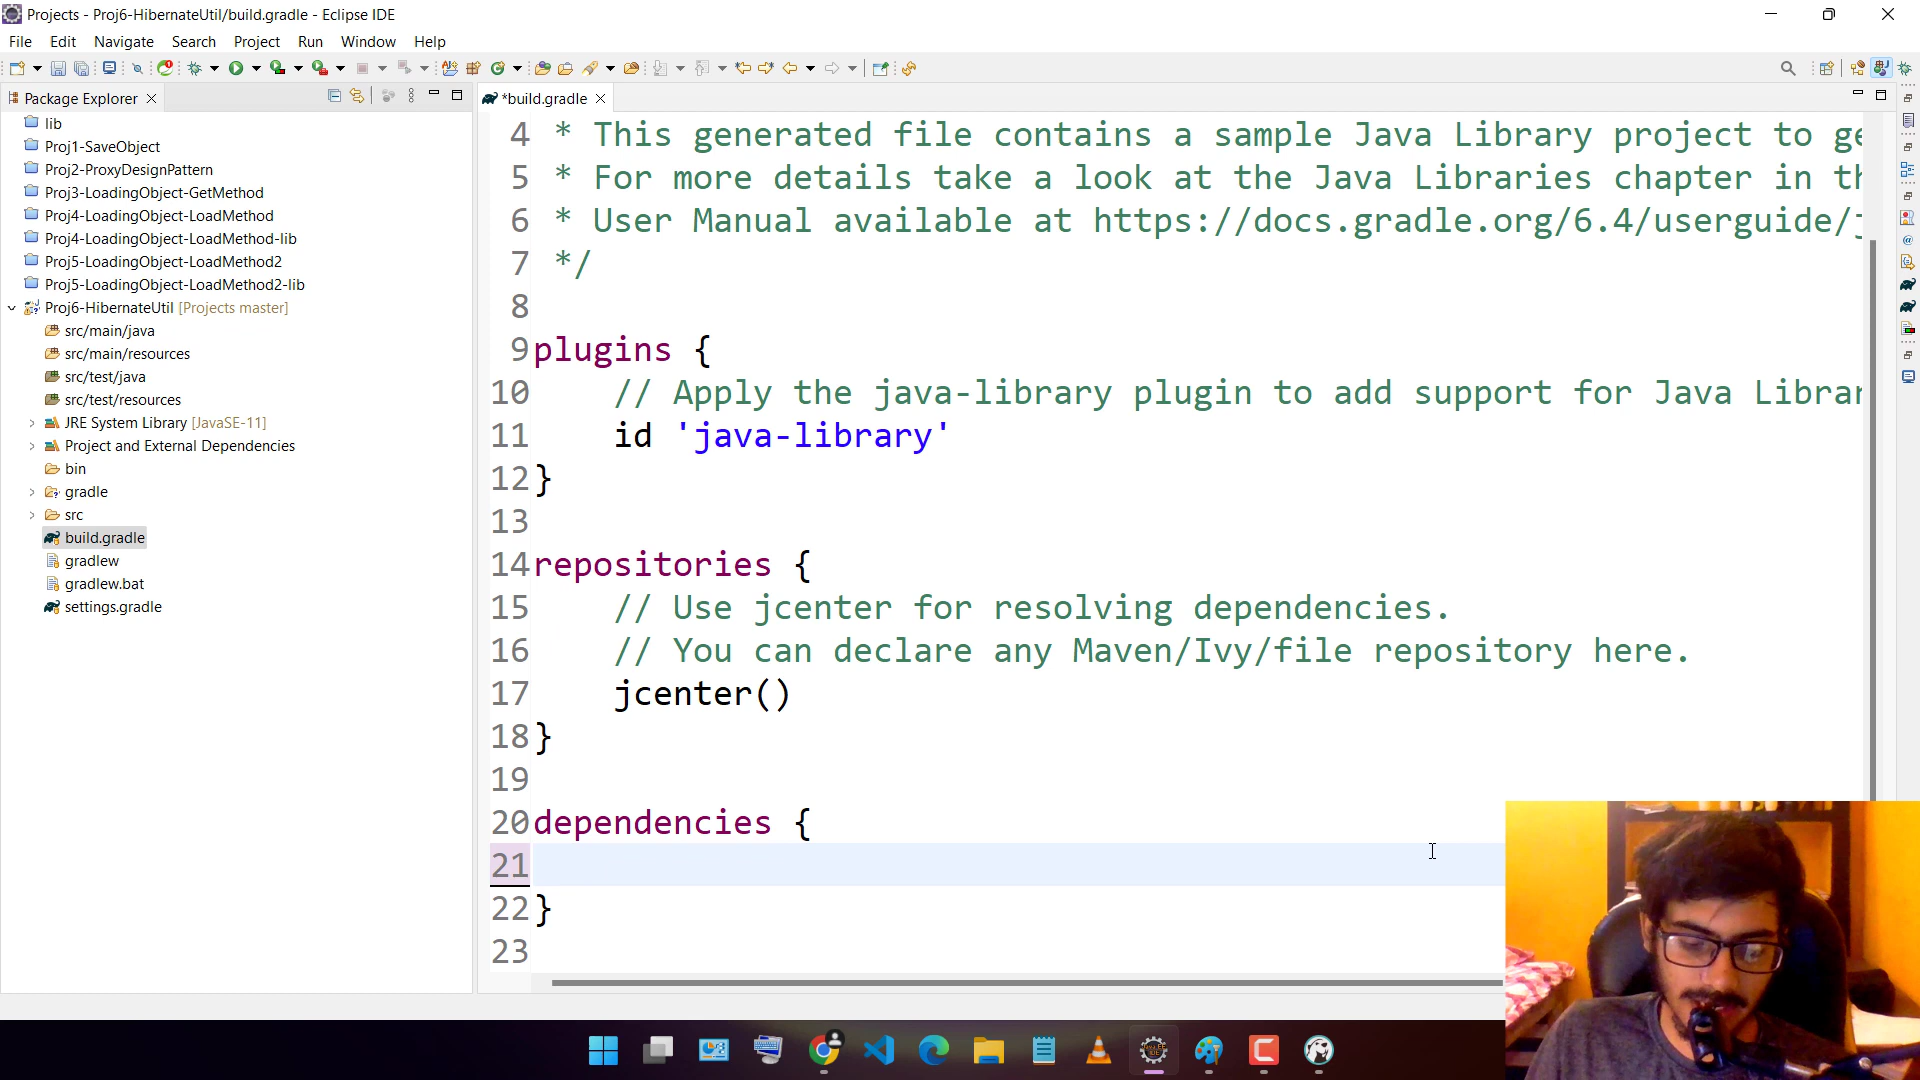 Projects - Proj6-HibernateUtil/build.gradle - Eclipse IDE
File Edit Navigate Search Project Run Window Help
Package Explorer
*build.gradle
lib
Proj1-SaveObject
Proj2-ProxyDesignPattern
Proj3-LoadingObject-GetMethod
Proj4-LoadingObject-LoadMethod
Proj4-LoadingObject-LoadMethod-lib
Proj5-LoadingObject-LoadMethod2
Proj5-LoadingObject-LoadMethod2-lib
Proj6-HibernateUtil [Projects master]
src/main/java
src/main/resources
src/test/java
src/test/resources
JRE System Library [JavaSE-11]
Project and External Dependencies
bin
gradle
src
build.gradle
gradlew
gradlew.bat
settings.gradle
4 * This generated file contains a sample Java Library project to ge
5 * For more details take a look at the Java Libraries chapter in th
6 * User Manual available at https://docs.gradle.org/6.4/userguide/j
7 */
8
9 plugins {
10 // Apply the java-library plugin to add support for Java Librar
11 id 'java-library'
12 }
13
14 repositories {
15 // Use jcenter for resolving dependencies.
16 // You can declare any Maven/Ivy/file repository here.
17 jcenter()
18 }
19
20 dependencies {
21
22 }
23